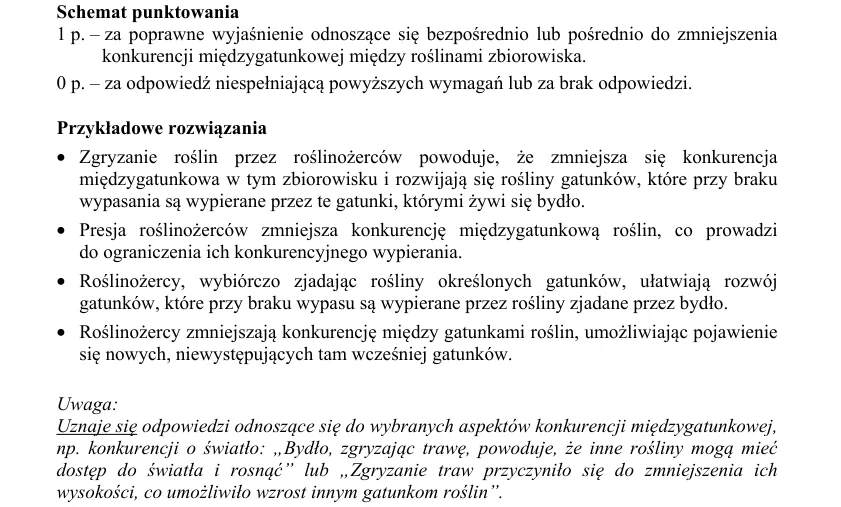 Schemat punktowania
1 p. – za poprawne wyjaśnienie odnoszące się bezpośrednio lub pośrednio do zmniejszenia
konkurencji międzygatunkowej między roślinami zbiorowiska.
0 p. – za odpowiedź niespełniającą powyższych wymagań lub za brak odpowiedzi.
Przykładowe rozwiązania
• Zgryzanie roślin przez roślinożerców powoduje, że zmniejsza się konkurencja
międzygatunkowa w tym zbiorowisku i rozwijają się rośliny gatunków, które przy braku
wypasania są wypierane przez te gatunki, którymi żywi się bydło.
• Presja roślinożerców zmniejsza konkurencję międzygatunkową roślin, co prowadzi
do ograniczenia ich konkurencyjnego wypierania.
• Roślinożercy, wybiórczo zjadając rośliny określonych gatunków, ułatwiają rozwój
gatunków, które przy braku wypasu są wypierane przez rośliny zjadane przez bydło.
• Roślinożercy zmniejszają konkurencję między gatunkami roślin, umożliwiając pojawienie
się nowych, niewystępujących tam wcześniej gatunków.
Uwaga:
Uznaje się odpowiedzi odnoszące się do wybranych aspektów konkurencji międzygatunkowej,
np. konkurencji o światło: „Bydło, zgryzając trawę, powoduje, że inne rośliny mogą mieć
dostęp do światła i rosnąć” lub „Zgryzanie traw przyczyniło się do zmniejszenia ich
wysokości, co umożliwiło wzrost innym gatunkom roślin”.